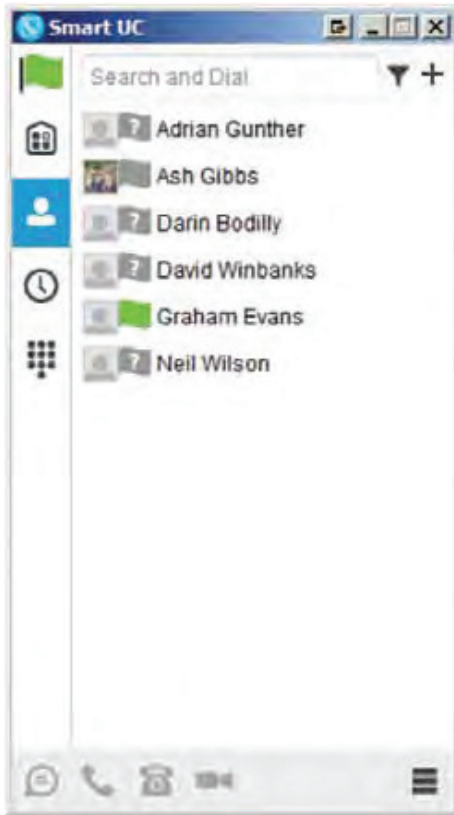 Smart UC
Search and Dial
Adrian Gunther
Ash Gibbs
Darin Bodilly
David Winbanks
Graham Evans
Neil Wilson